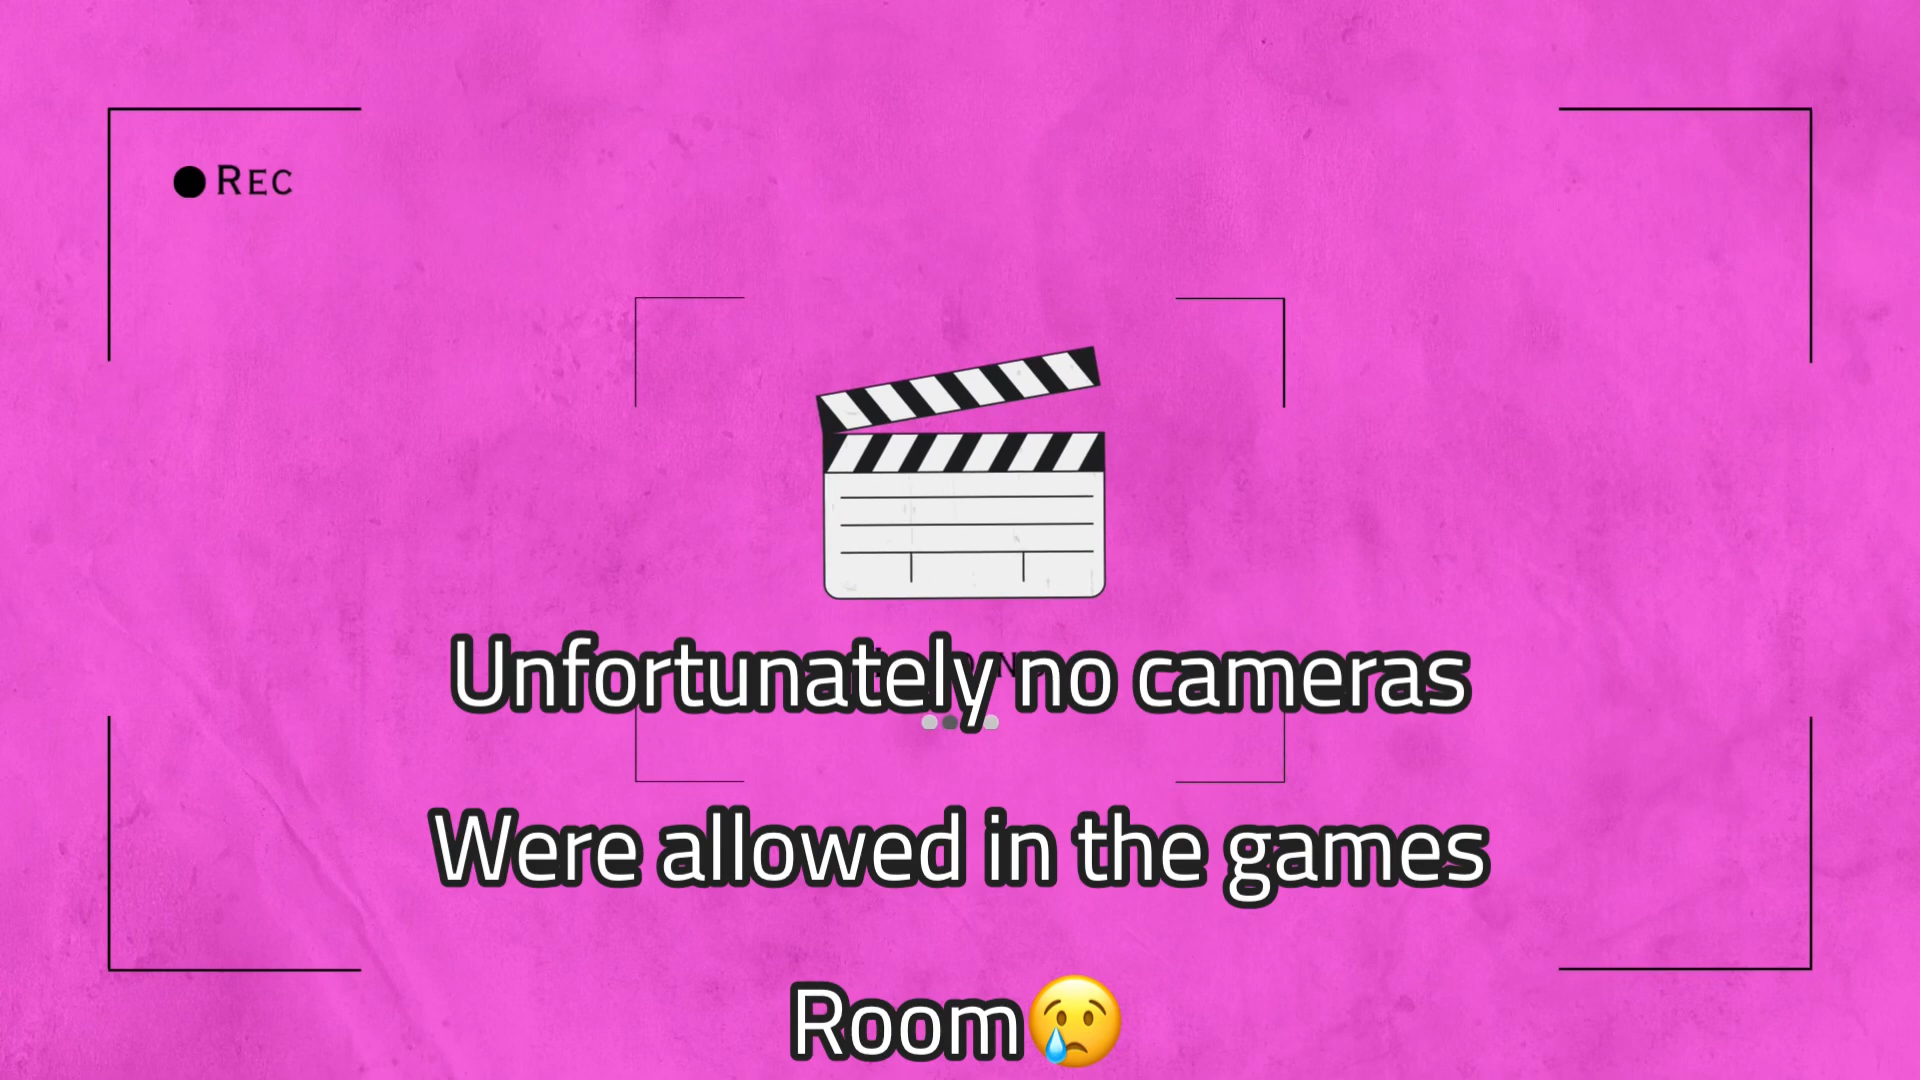 REC
Unfortunately no cameras
Were allowed in the games
Room😢